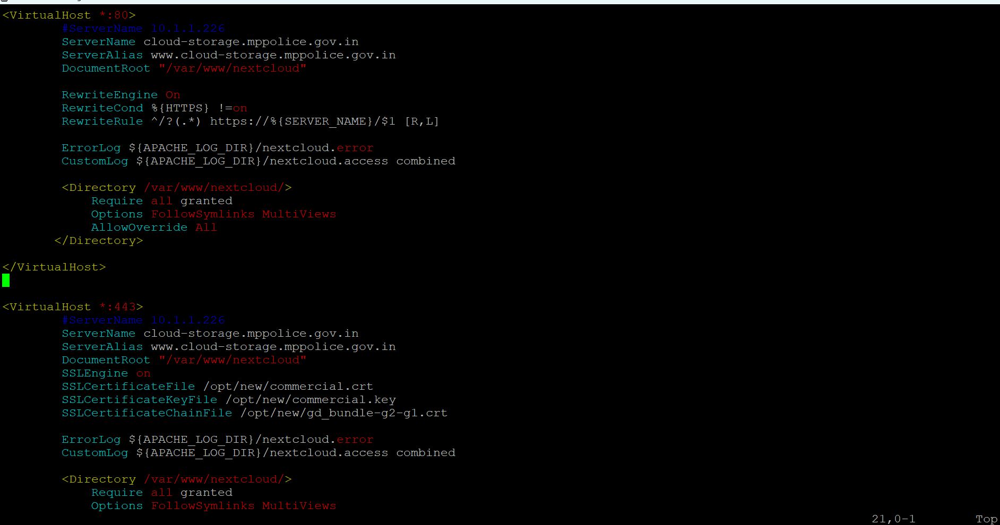 <VirtualHost *:80>
#ServerName 10.1.1.226
ServerName cloud-storage.mppolice.gov.in
ServerAlias www.cloud-storage.mppolice.gov.in
DocumentRoot "/var/www/nextcloud"
RewriteEngine On
RewriteCond %{HTTPS} !=on
RewriteRule ^/?(.*) https://%{SERVER_NAME}/$1 [R,L]
ErrorLog ${APACHE_LOG_DIR}/nextcloud.error
CustomLog ${APACHE_LOG_DIR}/nextcloud.access combined
<Directory /var/www/nextcloud/>
Require all granted
Options FollowSymlinks MultiViews
AllowOverride All
</Directory>
</VirtualHost>
<VirtualHost *:443>
#ServerName 10.1.1.226
ServerName cloud-storage.mppolice.gov.in
ServerAlias www.cloud-storage.mppolice.gov.in
DocumentRoot "/var/www/nextcloud"
SSLEngine on
SSLCertificateFile /opt/new/commercial.crt
SSLCertificateKeyFile /opt/new/commercial.key
SSLCertificateChainFile /opt/new/gd_bundle-g2-g1.crt
ErrorLog ${APACHE_LOG_DIR}/nextcloud.error
CustomLog ${APACHE_LOG_DIR}/nextcloud.access combined
<Directory /var/www/nextcloud/>
Require all granted
Options FollowSymlinks MultiViews
21,0-1 Top